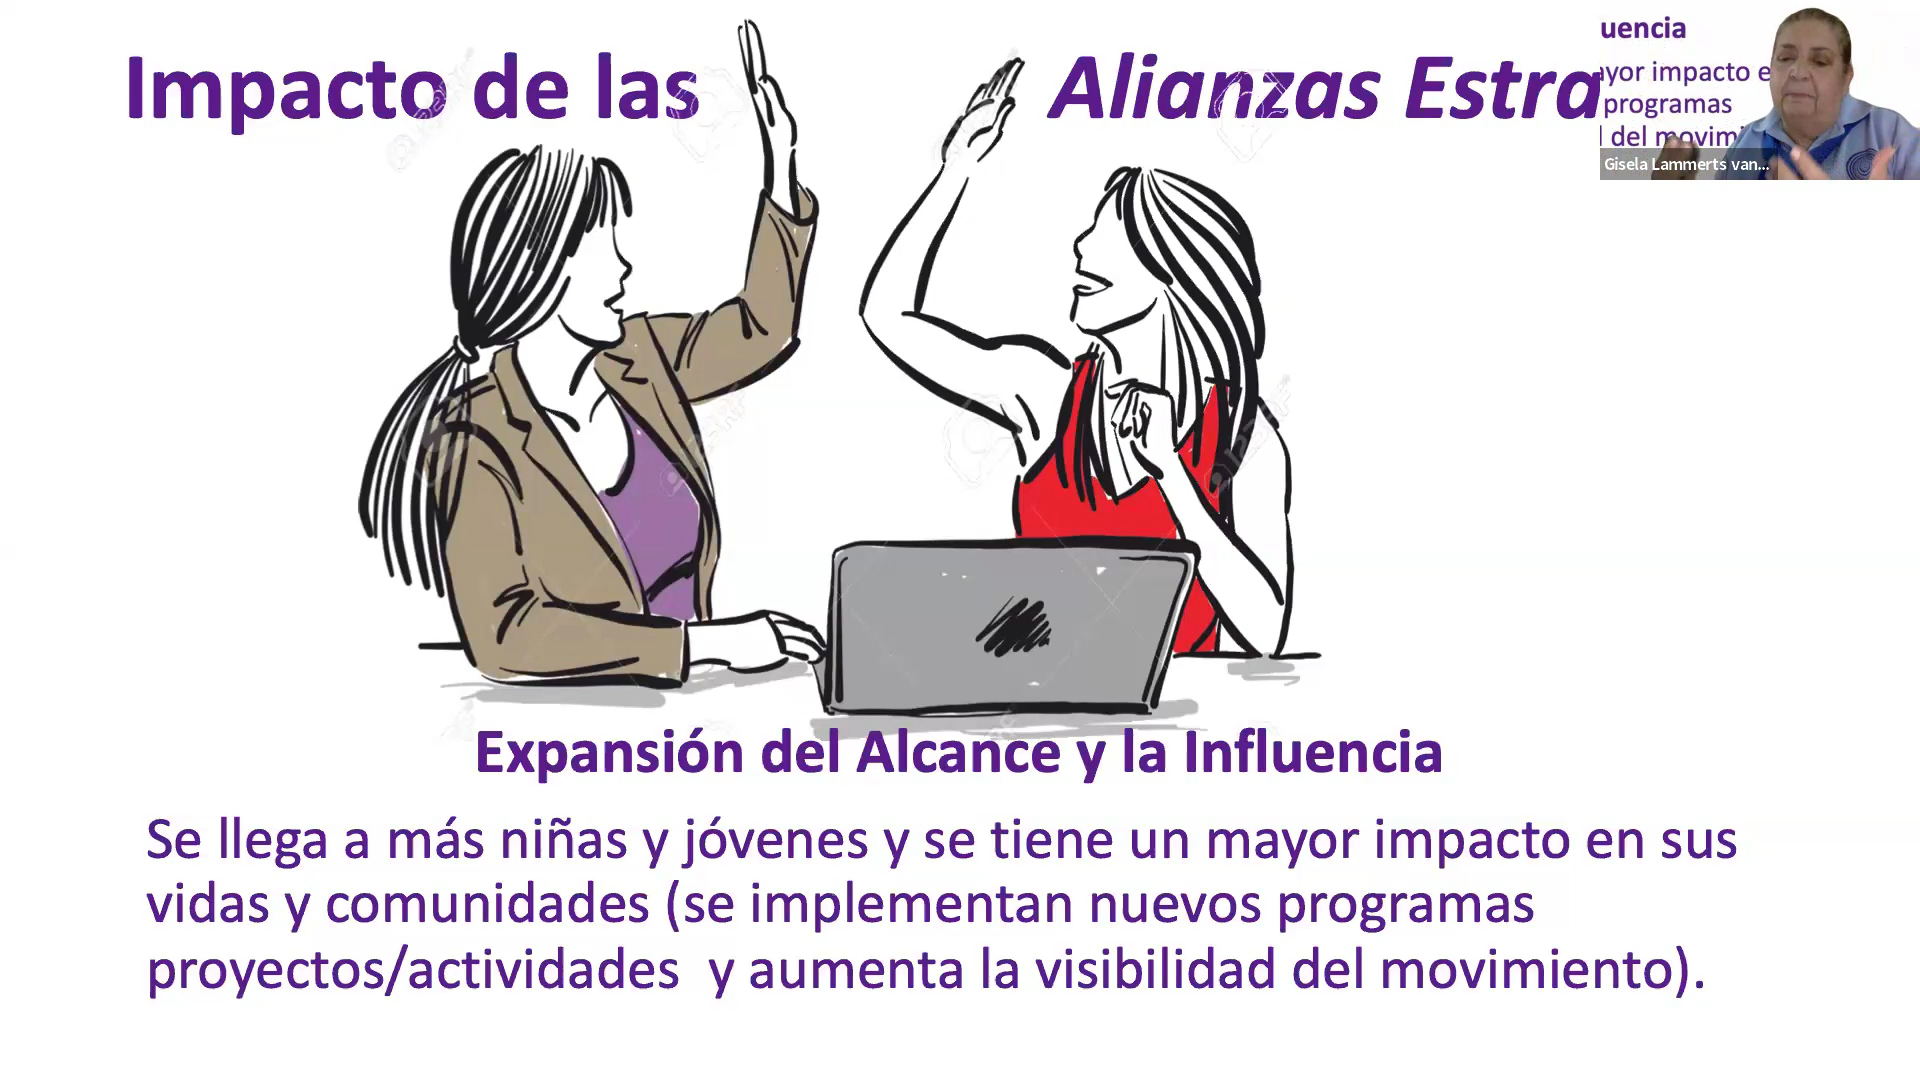 Impacto de las Alianzas Estra
uencia
yor impacto e
programas
del movimi
Gisela Lammerts van...
Expansión del Alcance y la Influencia
Se llega a más niñas y jóvenes y se tiene un mayor impacto en sus
vidas y comunidades (se implementan nuevos programas
proyectos/actividades y aumenta la visibilidad del movimiento).